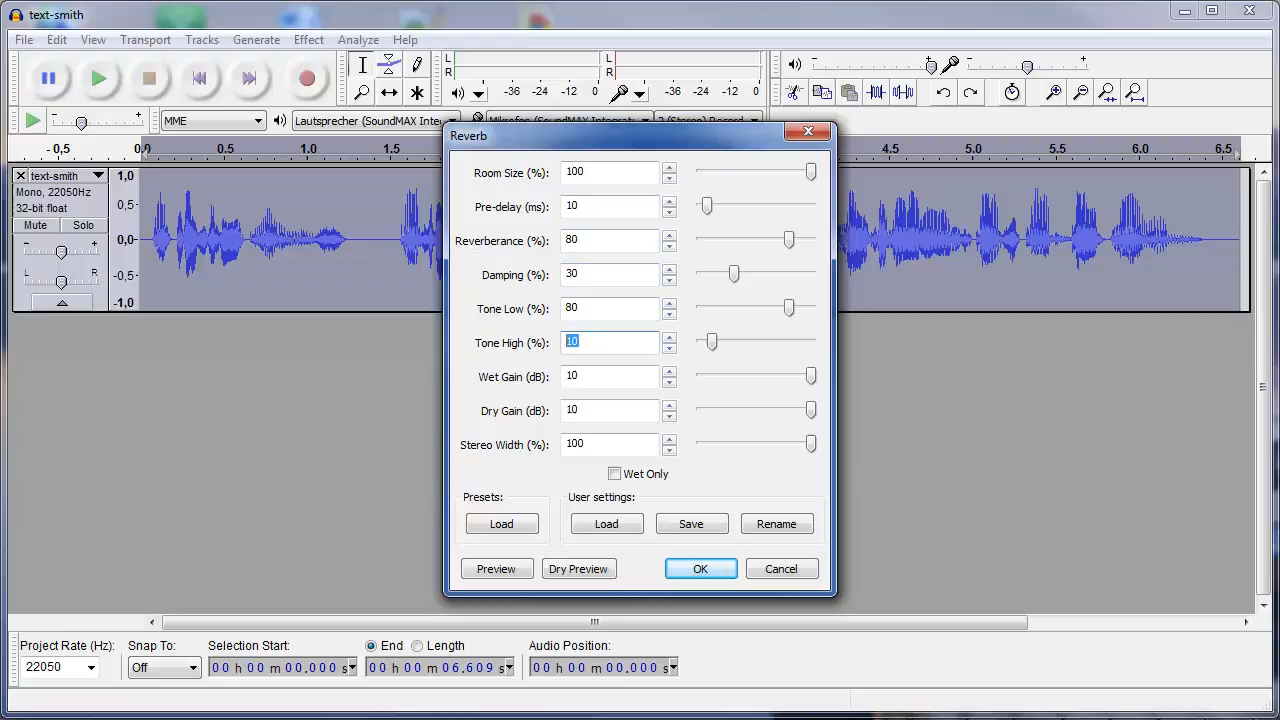 text-smith
File Edit View Transport Tracks Generate Effect Analyze Help
L
R
-36 -24 -12 0
L
R
-36 -24 -12 0
MME
Lautsprecher (SoundMAX Inte
- 0,5 0,0 0.5 1.0 1.5 4.5 5.0 5.5 6.0 6.5
text-smith
Mono, 22050Hz
32-bit float
Mute Solo
- +
L R
1,0
0,5
0,0
-0,5
-1,0
Reverb
Room Size (%): 100
Pre-delay (ms): 10
Reverberance (%): 80
Damping (%): 30
Tone Low (%): 80
Tone High (%): 10
Wet Gain (dB): 10
Dry Gain (dB): 10
Stereo Width (%): 100
Wet Only
Presets: User settings:
Load Load Save Rename
Preview Dry Preview OK Cancel
Project Rate (Hz): Snap To: Selection Start: End Length Audio Position:
22050 Off 00 h 00 m 00.000 s 00 h 00 m 06.609 s 00 h 00 m 00.000 s